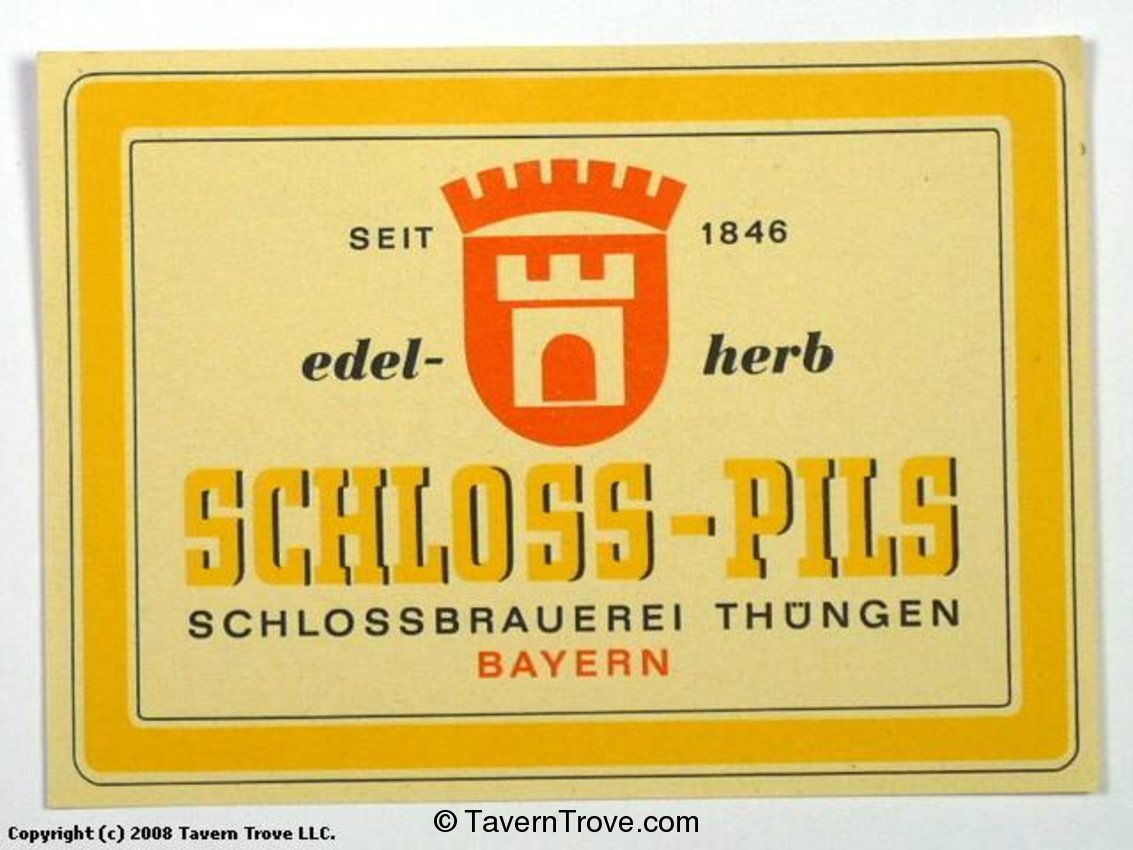 SEIT 1846
edel-herb
SCHLOSS-PILS
SCHLOSSBRAUEREI THÜNGEN
BAYERN
© TavernTrove.com
Copyright (c) 2008 Tavern Trove LLC.